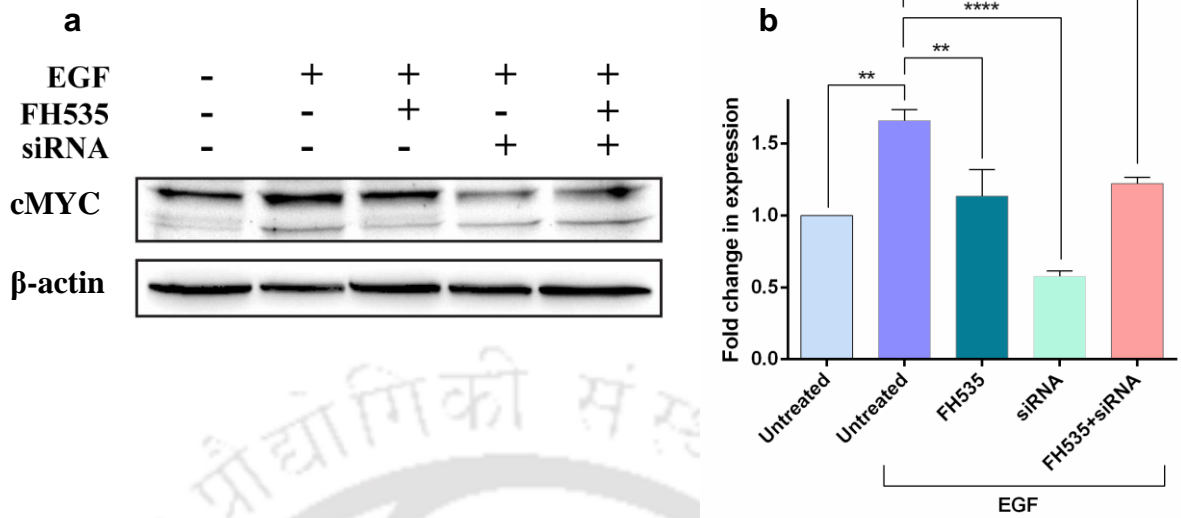 a
EGF - + + + +
FH535 - - + - +
siRNA - - - + +
cMYC
β-actin
b
****
**
**
Fold change in expression
1.5
1.0
0.5
0.0
Untreated
Untreated
FH535
siRNA
FH535+siRNA
EGF